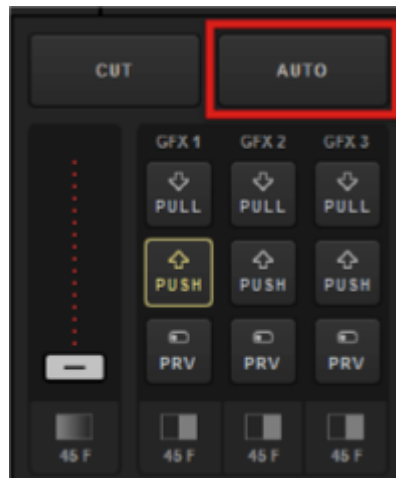 CUT AUTO
GFX 1 GFX 2 GFX 3
PULL PULL PULL
PUSH PUSH PUSH
PRV PRV PRV
45 F 45 F 45 F 45 F